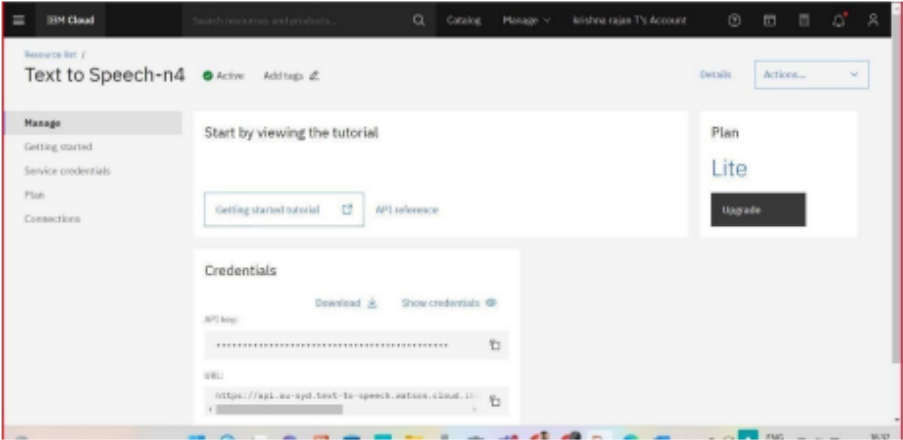 IBM Cloud
Search resources and products...
Catalog
Manage
krishna rajan T's Account
Resource list /
Text to Speech-n4
Active
Add tags
Details
Actions...
Manage
Getting started
Service credentials
Plan
Connections
Start by viewing the tutorial
Getting started tutorial
API reference
Plan
Lite
Upgrade
Credentials
Download
Show credentials
API key:
URL:
https://api.au-syd.text-to-speech.watson.cloud.
ENG
16:37